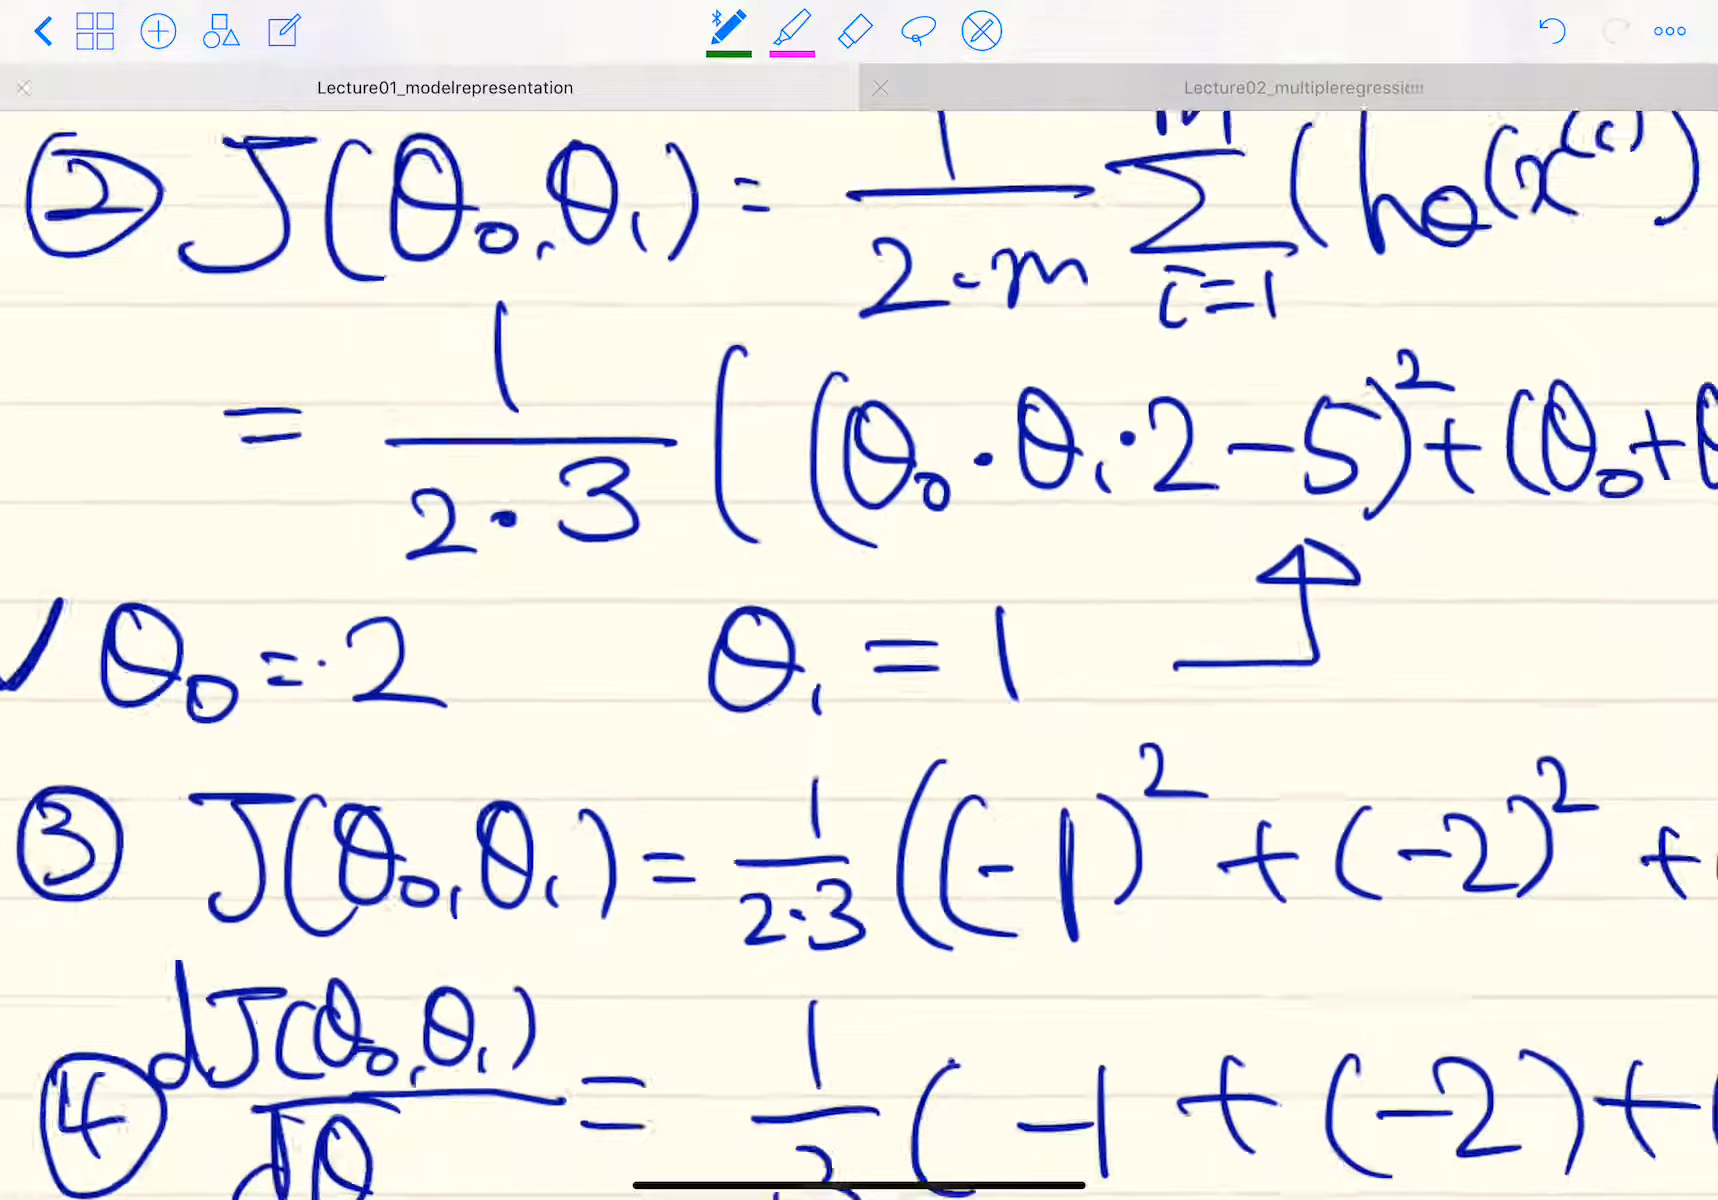 Lecture01_modelrepresentation Lecture02_multipleregression
② J(θ₀,θ₁) = 1/(2·m) Σ i=1 (hθ(x⁽ⁱ⁾)
= 1/(2·3) ((θ₀·θ₁·2-5)²+(θ₀+θ
θ₀=2 θ₁=1
③ J(θ₀,θ₁) = 1/(2·3) ((-1)² + (-2)² +
④ dJ(θ₀,θ₁)/dθ = 1/3 (-1 + (-2) +